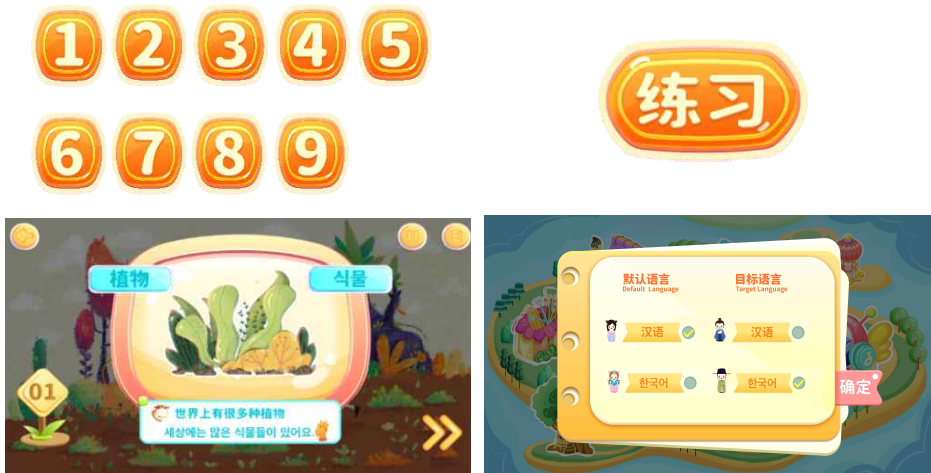 1 2 3 4 5
6 7 8 9
练习
植物 식물
01
世界上有很多种植物
세상에는 많은 식물들이 있어요.
默认语言 目标语言
Default Language Target Language
汉语 汉语
한국어 한국어
确定